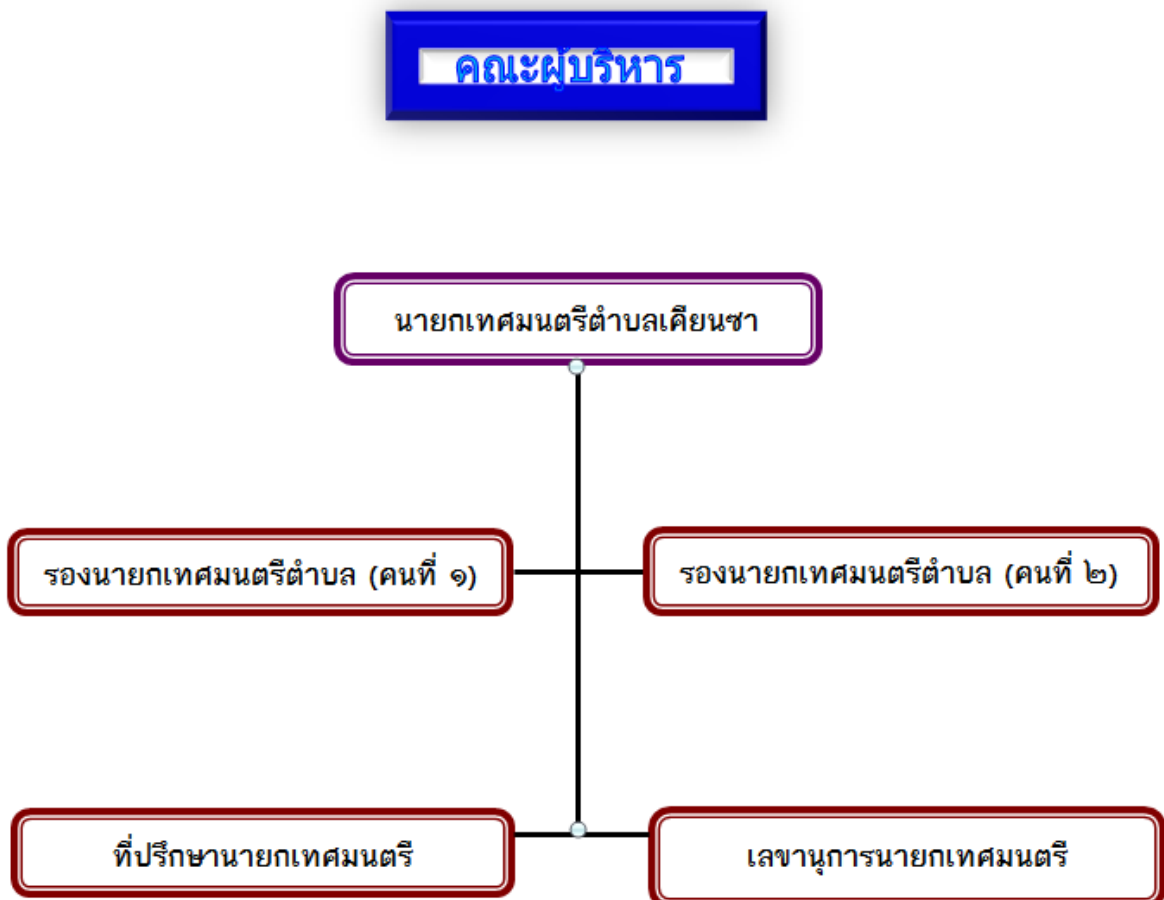 คณะผู้บริหาร
นายกเทศมนตรีตำบลเคียนซา
รองนายกเทศมนตรีตำบล (คนที่ ๑)
รองนายกเทศมนตรีตำบล (คนที่ ๒)
ที่ปรึกษานายกเทศมนตรี
เลขานุการนายกเทศมนตรี